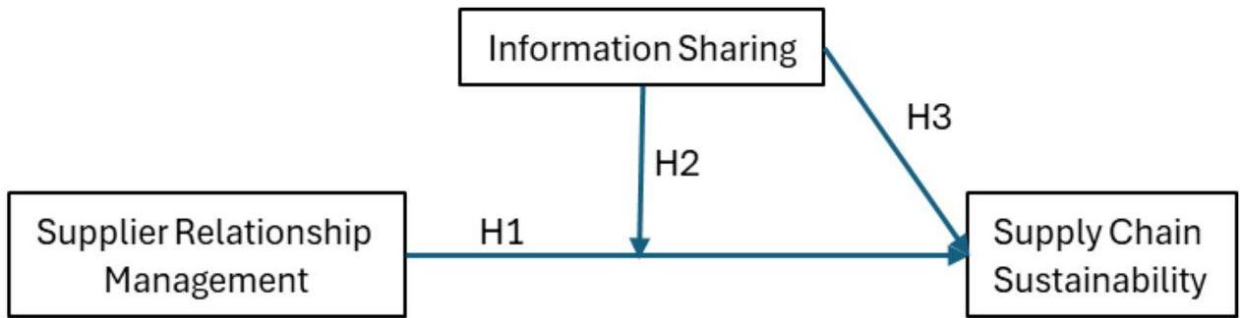 Information Sharing
H3
H2
Supplier Relationship
Management
H1
Supply Chain
Sustainability